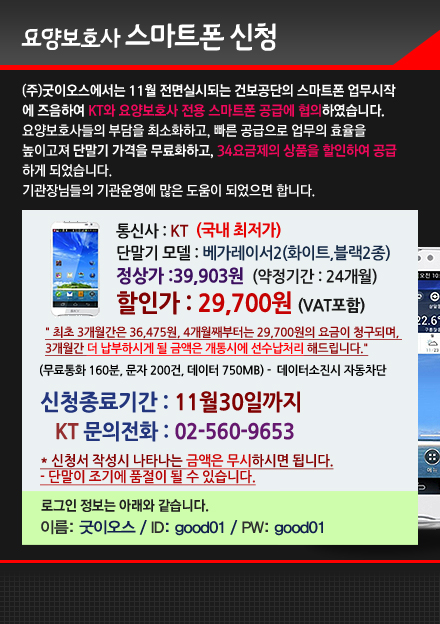 요양보호사 스마트폰 신청
(주)굿이오스에서는 11월 전면실시되는 건보공단의 스마트폰 업무시작
에 즈음하여 KT와 요양보호사 전용 스마트폰 공급에 협의하였습니다.
요양보호사들의 부담을 최소화하고, 빠른 공급으로 업무의 효율을
높이고져 단말기 가격을 무료화하고, 34요금제의 상품을 할인하여 공급
하게 되었습니다.
기관장님들의 기관운영에 많은 도움이 되었으면 합니다.
통신사 : KT (국내 최저가)
단말기 모델 : 베가레이서2(화이트,블랙2종)
정상가 :39,903원 (약정기간 : 24개월)
할인가 : 29,700원 (VAT포함)
" 최초 3개월간은 36,475원, 4개월째부터는 29,700원의 요금이 청구되며,
3개월간 더 납부하시게 될 금액은 개통시에 선수납처리 해드립니다."
(무료통화 160분, 문자 200건, 데이터 750MB) - 데이터소진시 자동차단
신청종료기간 : 11월30일까지
KT 문의전화 : 02-560-9653
* 신청서 작성시 나타나는 금액은 무시하시면 됩니다.
- 단말이 조기에 품절이 될 수 있습니다.
로그인 정보는 아래와 같습니다.
이름: 굿이오스 / ID: good01 / PW: good01